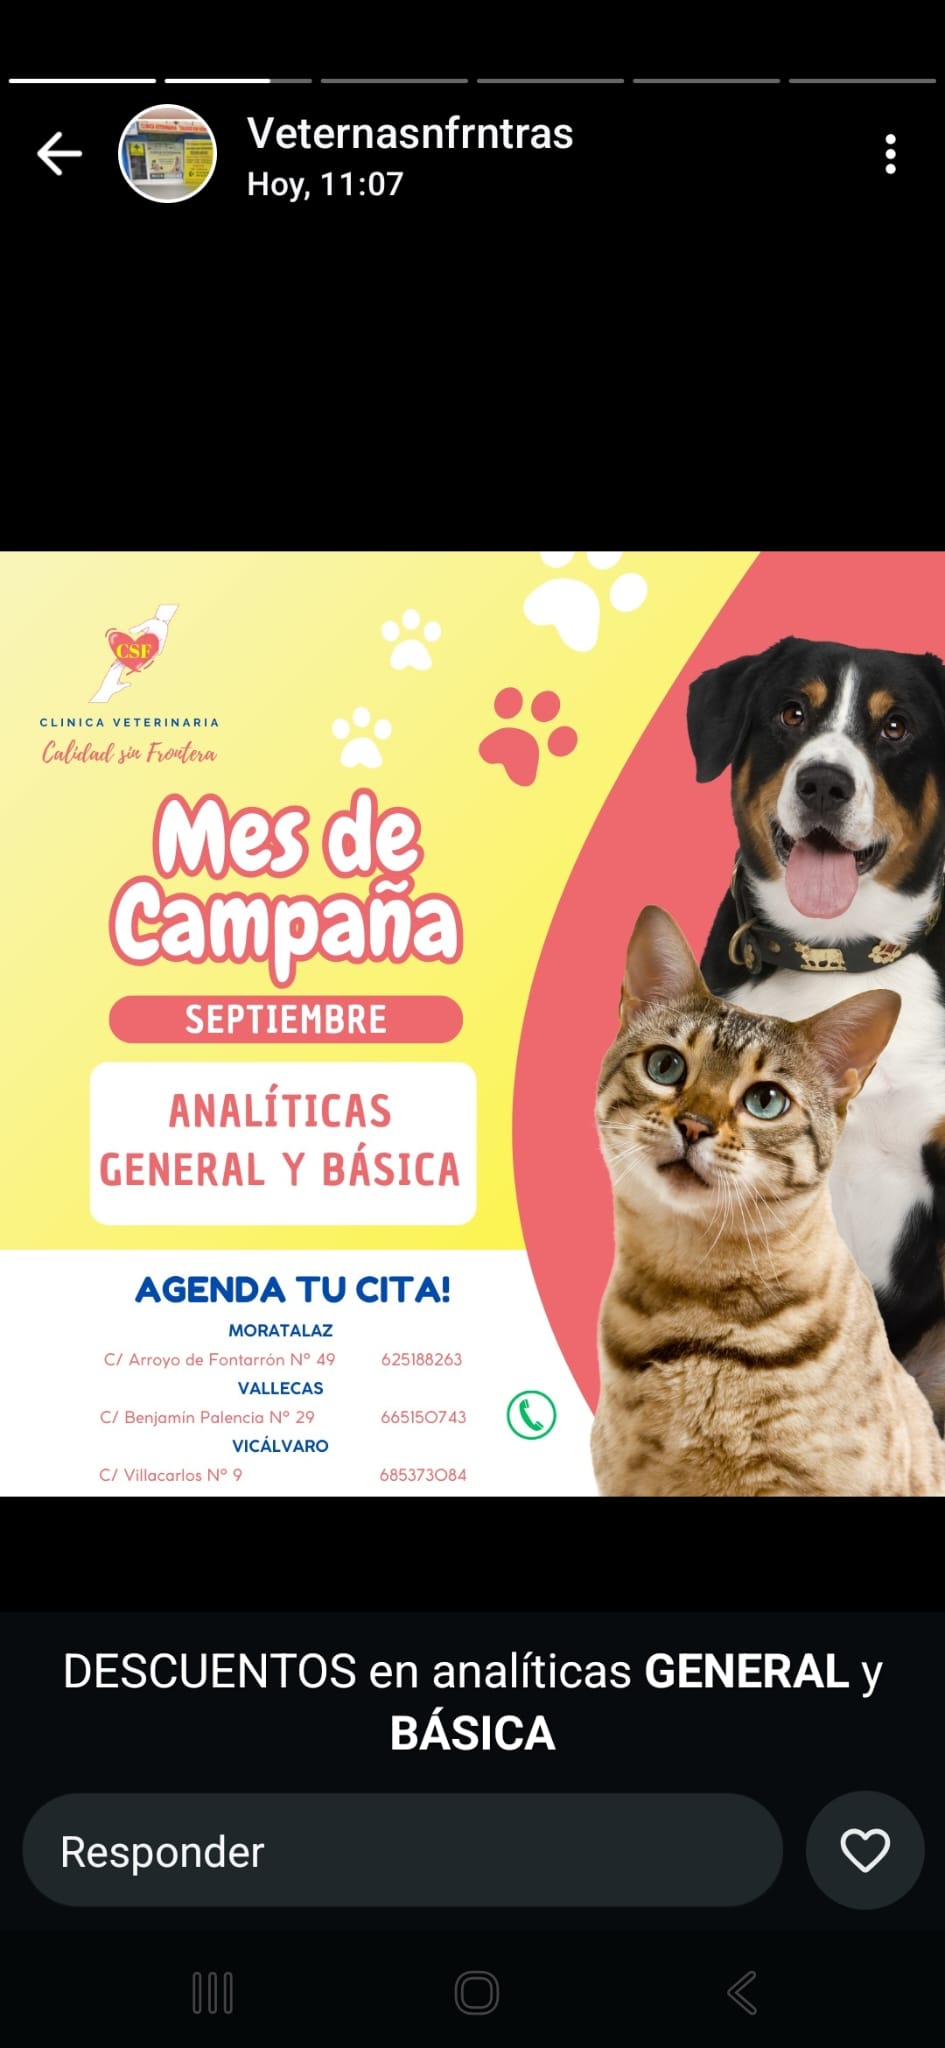 Veternasnfrntras
Hoy, 11:07
CSF
CLINICA VETERINARIA
Calidad sin Frontera
Mes de
Campaña
SEPTIEMBRE
ANALÍTICAS
GENERAL Y BÁSICA
AGENDA TU CITA!
MORATALAZ
C/ Arroyo de Fontarrón Nº 49 625188263
VALLECAS
C/ Benjamín Palencia Nº 29 665150743
VICÁLVARO
C/ Villacarlos Nº 9 685373084
DESCUENTOS en analíticas GENERAL y
BÁSICA
Responder